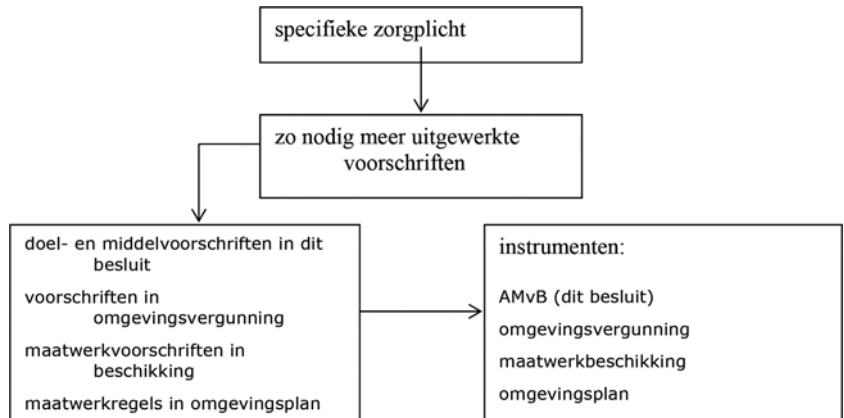 specifieke zorgplicht
zo nodig meer uitgewerkte
voorschriften
doel- en middelvoorschriften in dit
besluit
voorschriften in
omgevingsvergunning
maatwerkvoorschriften in
beschikking
maatwerkregels in omgevingsplan
instrumenten:
AMvB (dit besluit)
omgevingsvergunning
maatwerkbeschikking
omgevingsplan